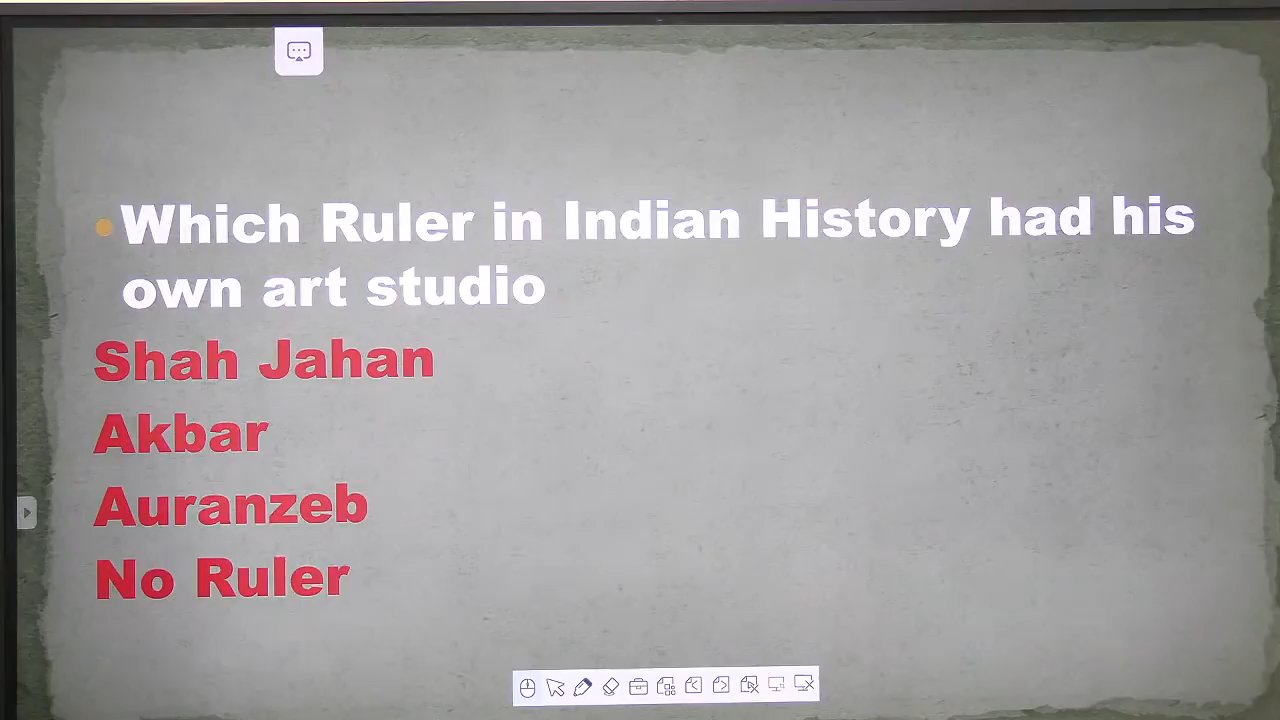 Which Ruler in Indian History had his
own art studio
Shah Jahan
Akbar
Auranzeb
No Ruler